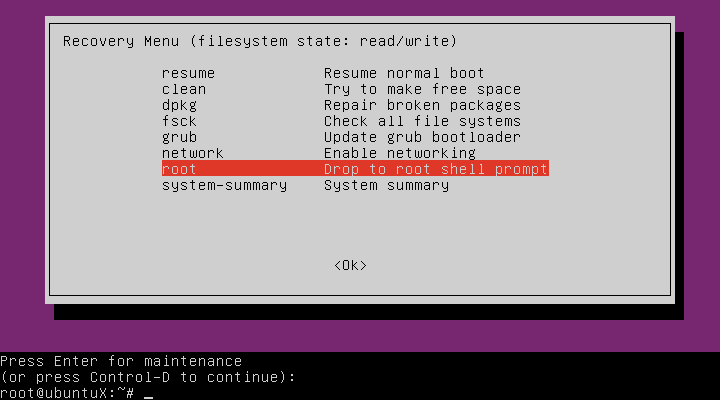 Recovery Menu (filesystem state: read/write)
resume Resume normal boot
clean Try to make free space
dpkg Repair broken packages
fsck Check all file systems
grub Update grub bootloader
network Enable networking
root Drop to root shell prompt
system-summary System summary
<Ok>
Press Enter for maintenance
(or press Control-D to continue):
root@ubuntuX:~# _